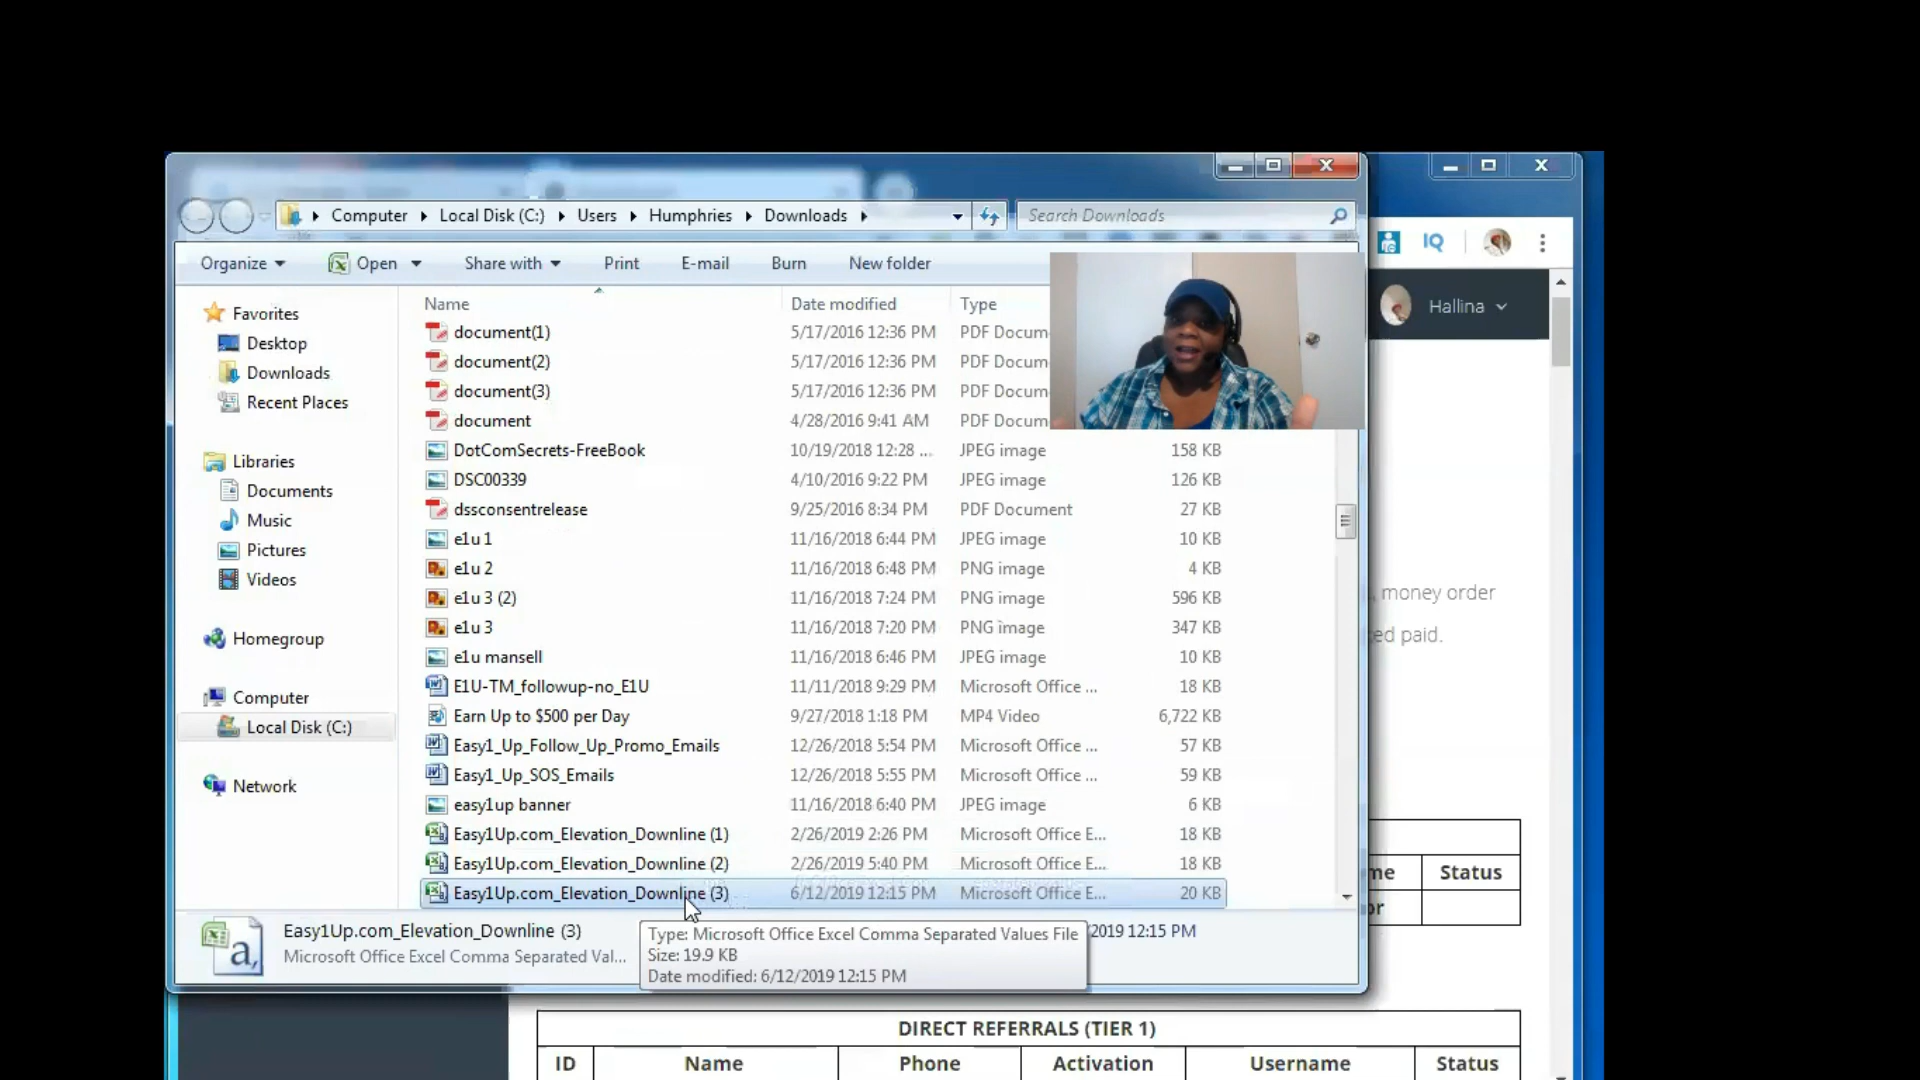 Computer Local Disk (C:) Users Humphries Downloads
Search Downloads
IQ
Organize Open Share with Print E-mail Burn New folder
Hallina
Name Date modified Type
Favorites
Desktop
Downloads
Recent Places
Libraries
Documents
Music
Pictures
Videos
Homegroup
Computer
Local Disk (C:)
Network
document(1) 5/17/2016 12:36 PM PDF Docum
document(2) 5/17/2016 12:36 PM PDF Docum
document(3) 5/17/2016 12:36 PM PDF Docum
document 4/28/2016 9:41 AM PDF Docum
DotComSecrets-FreeBook 10/19/2018 12:28 ... JPEG image 158 KB
DSC00339 4/10/2016 9:22 PM JPEG image 126 KB
dssconsentrelease 9/25/2016 8:34 PM PDF Document 27 KB
e1u 1 11/16/2018 6:44 PM JPEG image 10 KB
e1u 2 11/16/2018 6:48 PM PNG image 4 KB
e1u 3 (2) 11/16/2018 7:24 PM PNG image 596 KB
e1u 3 11/16/2018 7:20 PM PNG image 347 KB
e1u mansell 11/16/2018 6:46 PM JPEG image 10 KB
E1U-TM_followup-no_E1U 11/11/2018 9:29 PM Microsoft Office ... 18 KB
Earn Up to $500 per Day 9/27/2018 1:18 PM MP4 Video 6,722 KB
Easy1_Up_Follow_Up_Promo_Emails 12/26/2018 5:54 PM Microsoft Office ... 57 KB
Easy1_Up_SOS_Emails 12/26/2018 5:55 PM Microsoft Office ... 59 KB
easy1up banner 11/16/2018 6:40 PM JPEG image 6 KB
Easy1Up.com_Elevation_Downline (1) 2/26/2019 2:26 PM Microsoft Office E... 18 KB
Easy1Up.com_Elevation_Downline (2) 2/26/2019 5:40 PM Microsoft Office E... 18 KB
Easy1Up.com_Elevation_Downline (3) 6/12/2019 12:15 PM Microsoft Office E... 20 KB
, money order
ed paid.
me Status
or
Easy1Up.com_Elevation_Downline (3) 2019 12:15 PM
Microsoft Office Excel Comma Separated Val...
Type: Microsoft Office Excel Comma Separated Values File
Size: 19.9 KB
Date modified: 6/12/2019 12:15 PM
DIRECT REFERRALS (TIER 1)
ID Name Phone Activation Username Status